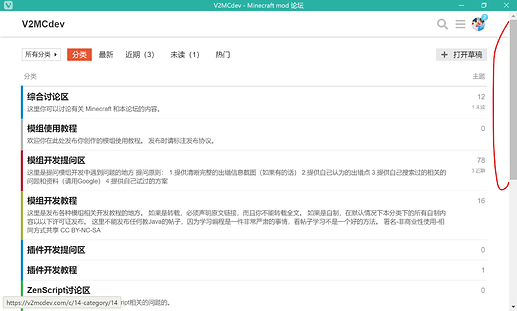 V2MCdev - Minecraft mod 论坛
V2MCdev
所有分类
分类
最新
近期（3）
未读（1）
热门
打开草稿
分类
主题
综合讨论区
12
这里你可以讨论有关 Minecraft 和本论坛的内容。
1 未读
模组使用教程
0
欢迎你在此处发布你创作的模组使用教程。 发布时请标注发布协议。
模组开发提问区
78
这里是提问模组开发中遇到问题的地方 提问原则： 1.提供清晰完整的出错信息截图（如果有的话） 2 提供自己认为的出错点 3.提供自己搜索过的相关的
3 近期
问题和资料（请用Google） 4.提供自己试过的方案
模组开发教程
16
这里是发布各种模组相关开发教程的地方。 如果是转载，必须声明原文链接，而且你不能转载全文。 如果是自制，在默认情况下本分类下的所有自制内
容以以下许可证发布。 这里不能发布任何教Java的帖子，因为学习编程是一件非常严肃的事情，看帖子学习不是一个好的方法。 署名-非商业性使用-相
同方式共享 CC BY-NC-SA
插件开发提问区
0
插件开发教程
1
ZenScript讨论区
0
https://v2mcdev.com/c/14-category/14
ript相关的问题的。